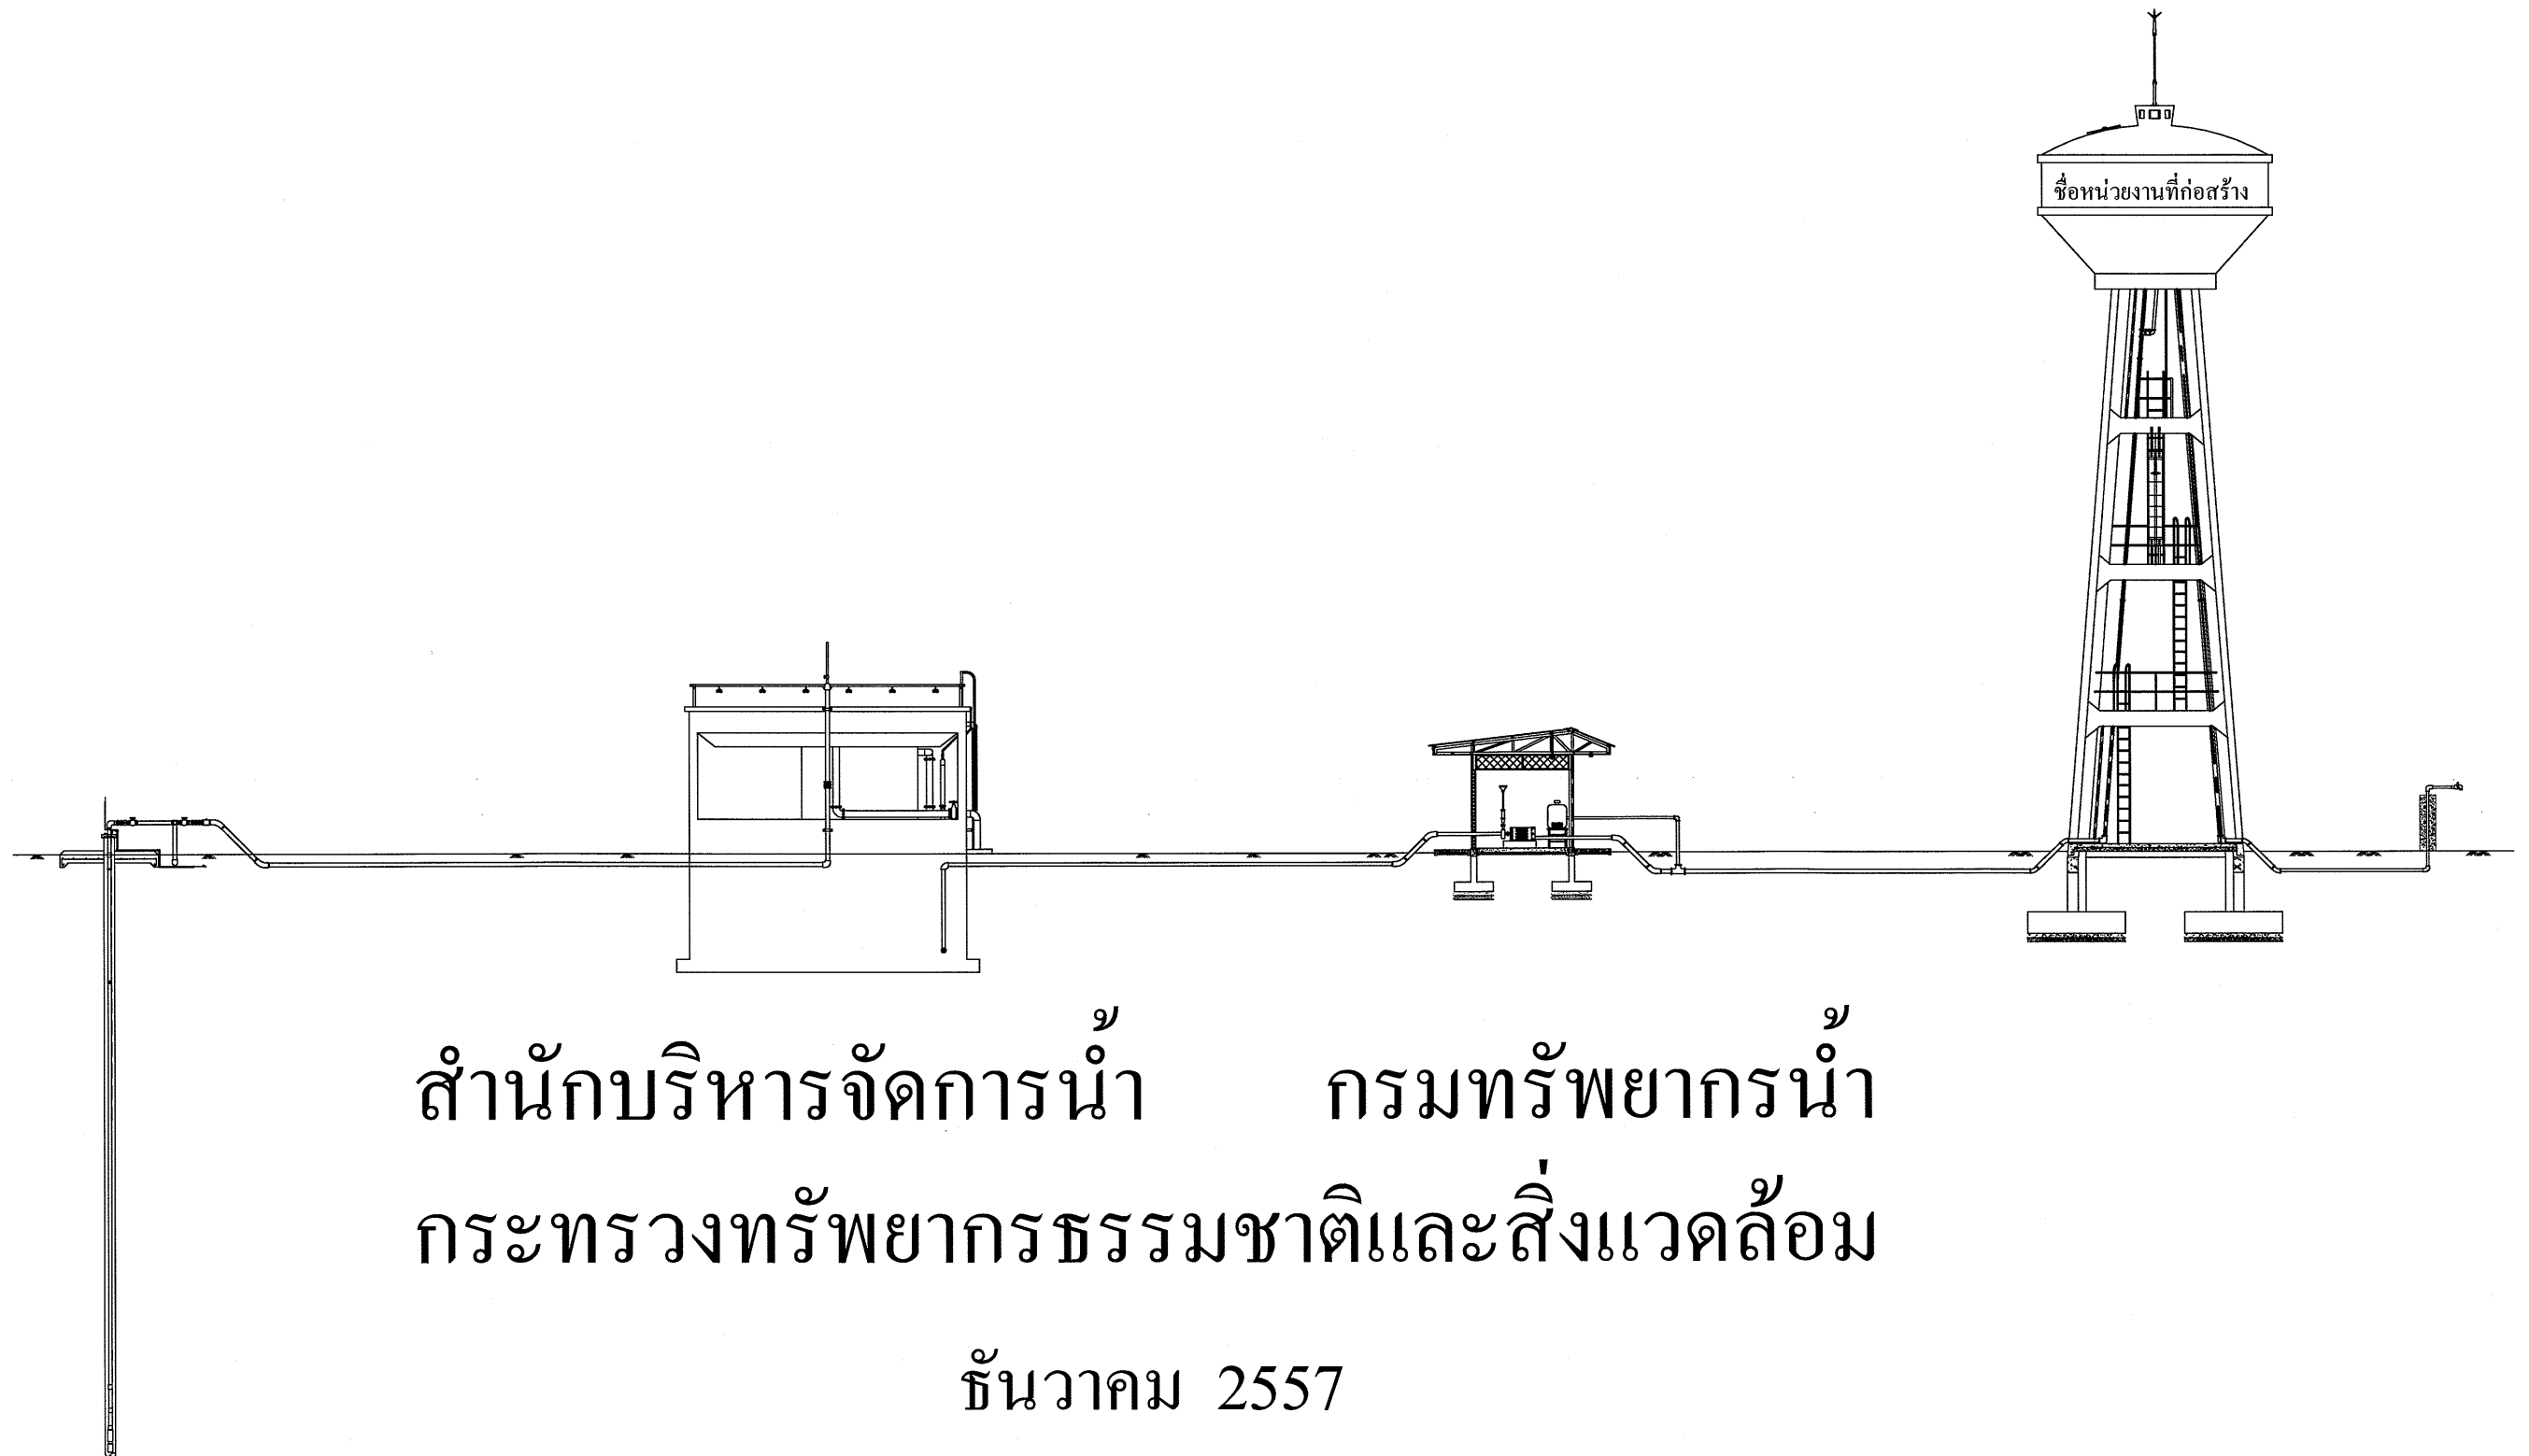 ชื่อหน่วยงานที่ก่อสร้าง
สำนักบริหารจัดการน้ำ กรมทรัพยากรน้ำ
กระทรวงทรัพยากรธรรมชาติและสิ่งแวดล้อม
ธันวาคม 2557